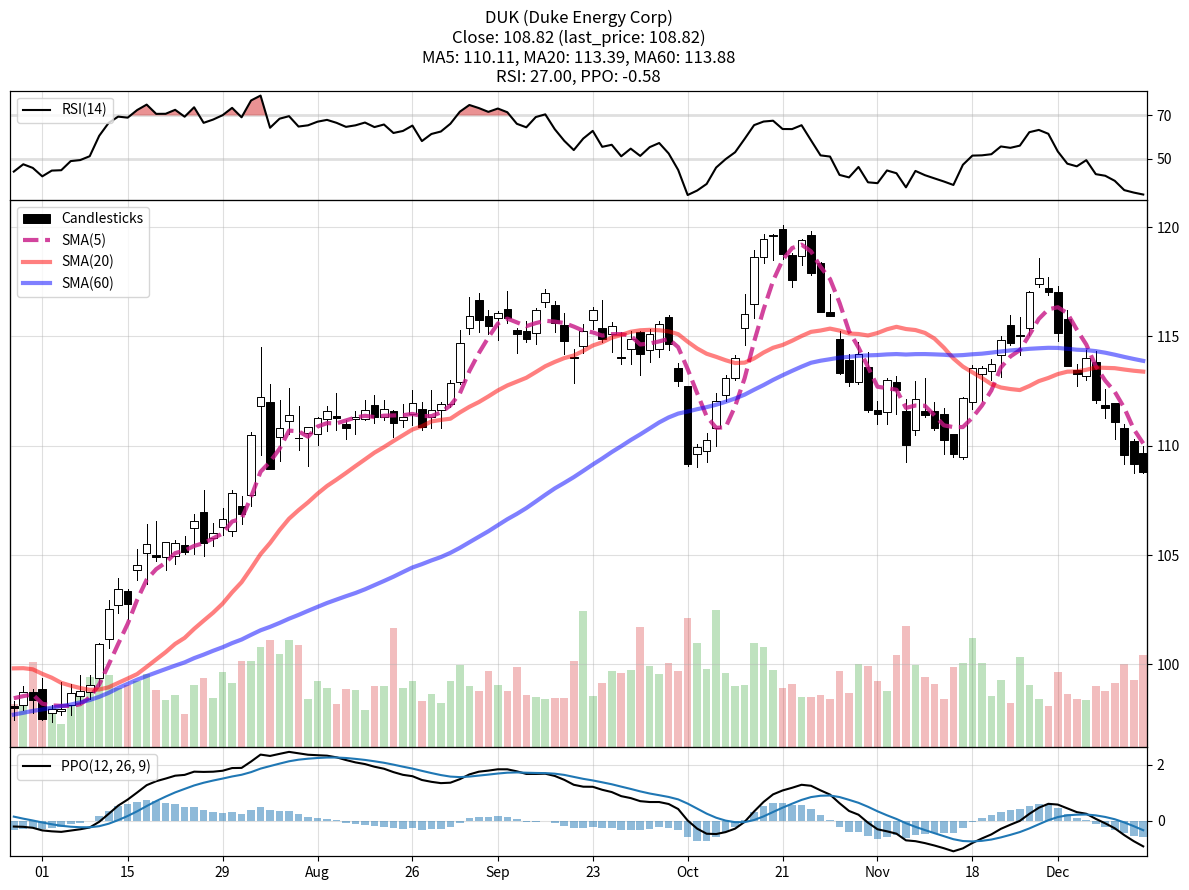 DUK (Duke Energy Corp)
Close: 108.82 (last_price: 108.82)
MA5: 110.11, MA20: 113.39, MA60: 113.88
RSI: 27.00, PPO: -0.58
RSI(14)
70
50
Candlesticks
SMA(5)
SMA(20)
SMA(60)
120
115
110
105
100
PPO(12, 26, 9)
2
0
01
15
29
Aug
26
Sep
23
Oct
21
Nov
18
Dec